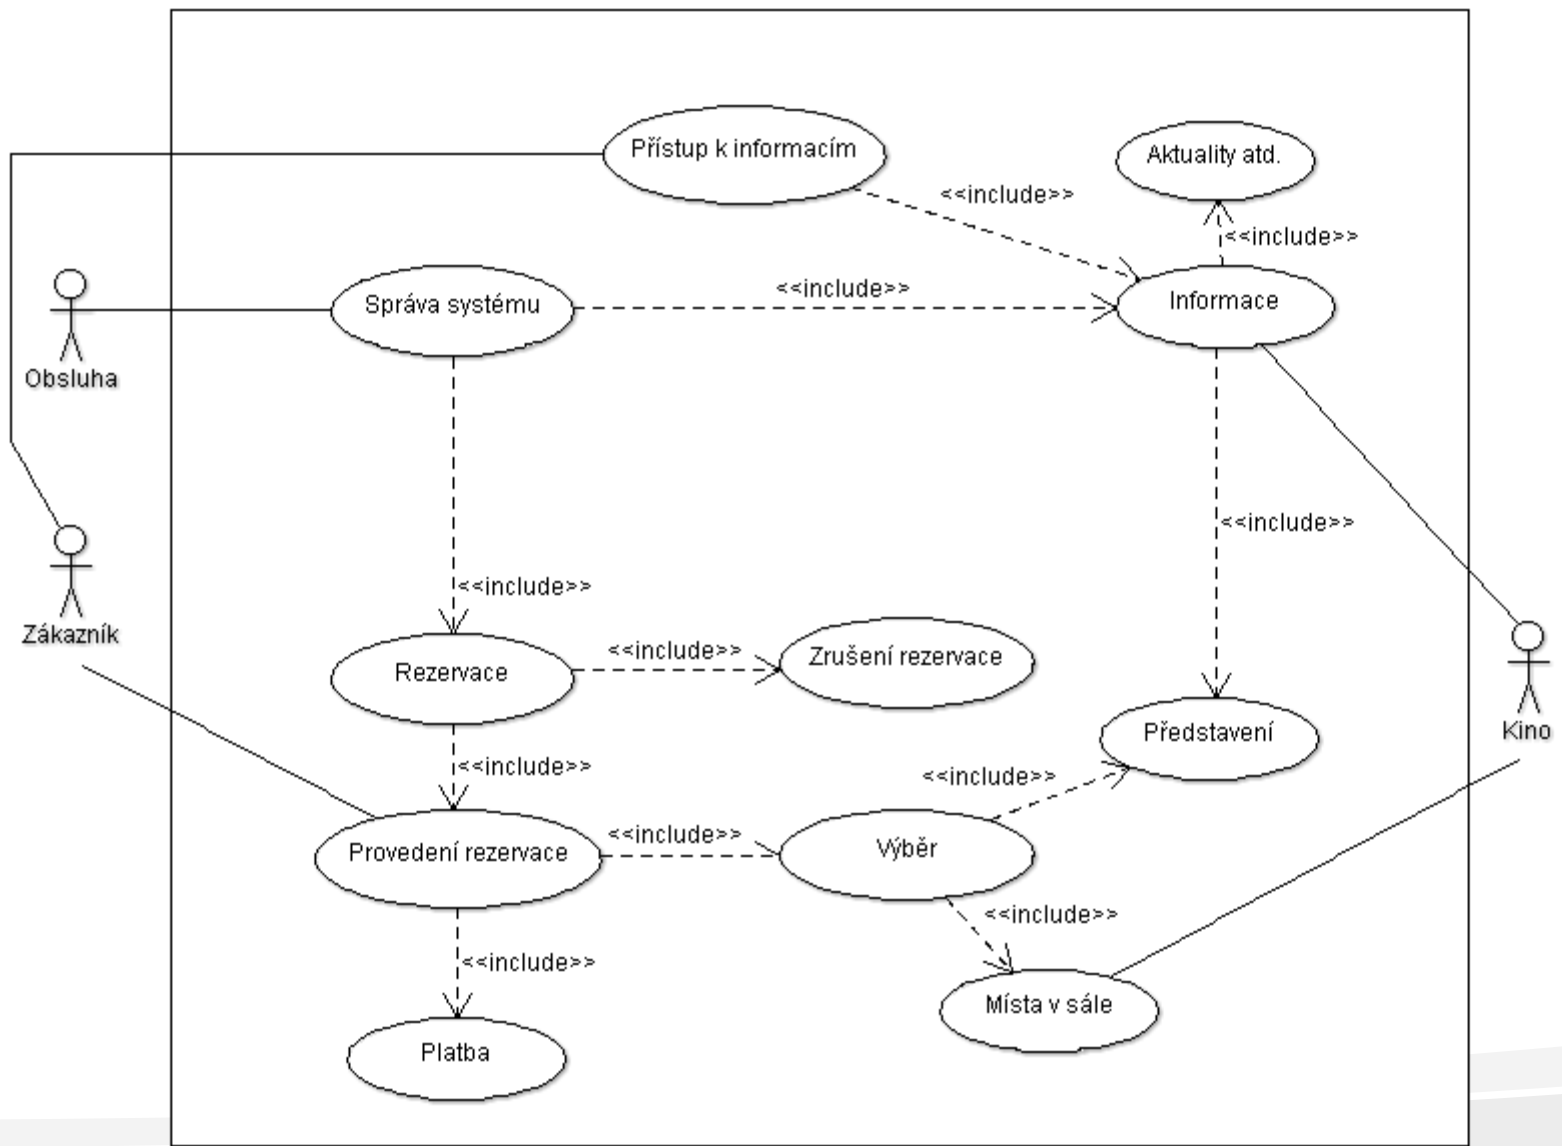 Přístup k informacím
Aktuality atd.
<<include>>
<<include>>
Správa systému
<<include>>
Informace
Obsluha
<<include>>
<<include>>
Zákazník
Rezervace
<<include>>
Zrušení rezervace
Kino
Představení
<<include>>
<<include>>
Provedení rezervace
<<include>>
Výběr
<<include>>
<<include>>
Místa v sále
Platba